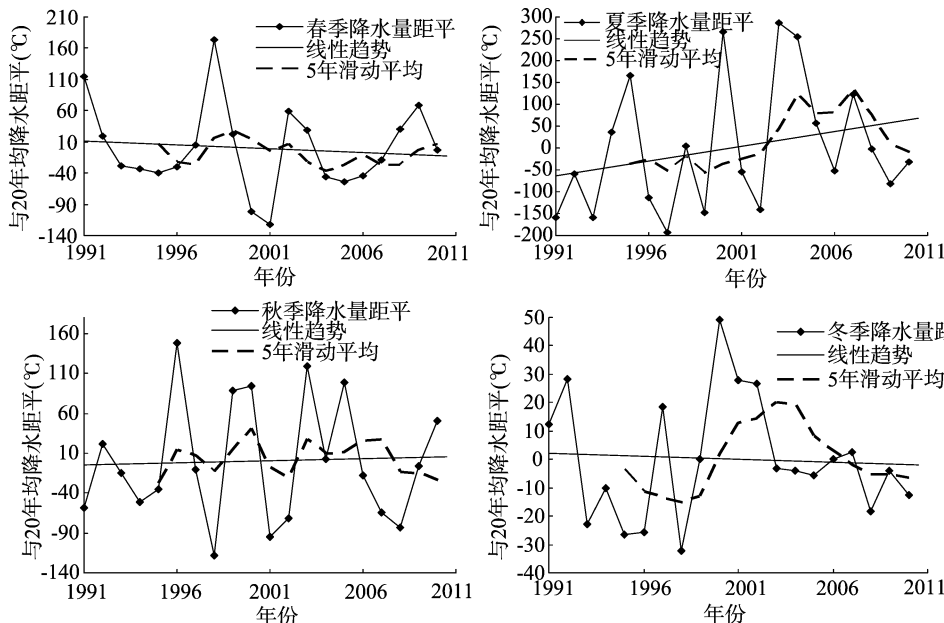 春季降水量距平
线性趋势
5年滑动平均
160
110
60
10
-40
-90
-140
与20年均降水距平(℃)
1991
1996
2001
2006
2011
年份
夏季降水量距平
线性趋势
5年滑动平均
300
250
200
150
100
50
0
-50
-100
-150
-200
与20年均降水距平(℃)
1991
1996
2001
2006
2011
年份
秋季降水量距平
线性趋势
5年滑动平均
160
110
60
10
-40
-90
-140
与20年均降水距平(℃)
1991
1996
2001
2006
2011
年份
冬季降水量距
线性趋势
5年滑动平均
50
40
30
20
10
0
-10
-20
-30
-40
与20年均降水距平(℃)
1991
1996
2001
2006
2011
年份